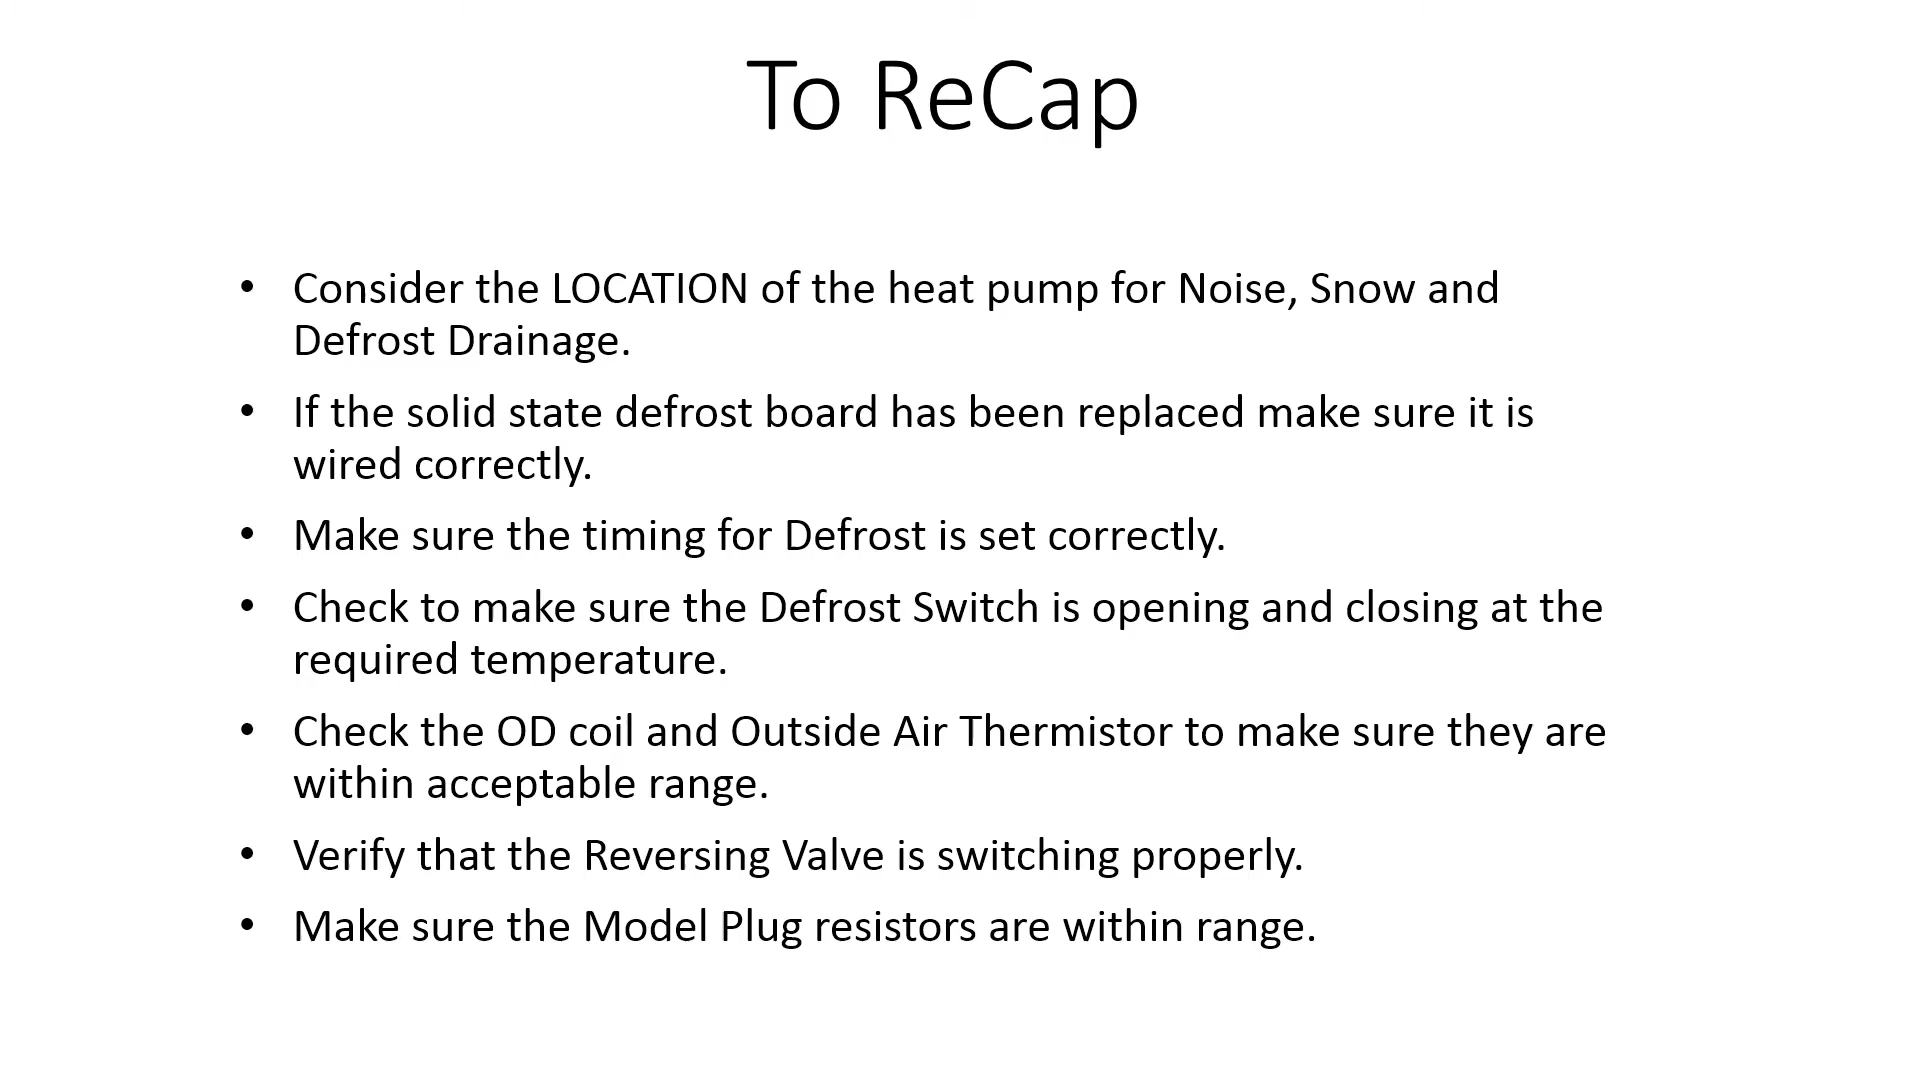 To ReCap
• Consider the LOCATION of the heat pump for Noise, Snow and
Defrost Drainage.
• If the solid state defrost board has been replaced make sure it is
wired correctly.
• Make sure the timing for Defrost is set correctly.
• Check to make sure the Defrost Switch is opening and closing at the
required temperature.
• Check the OD coil and Outside Air Thermistor to make sure they are
within acceptable range.
• Verify that the Reversing Valve is switching properly.
• Make sure the Model Plug resistors are within range.